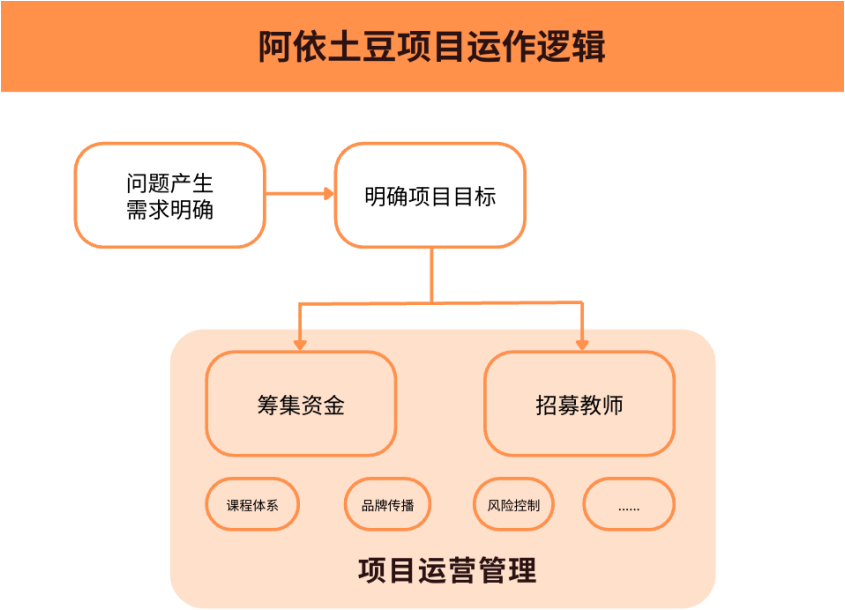 阿依土豆项目运作逻辑
问题产生
需求明确
明确项目目标
筹集资金
招募教师
课程体系
品牌传播
风险控制
......
项目运营管理